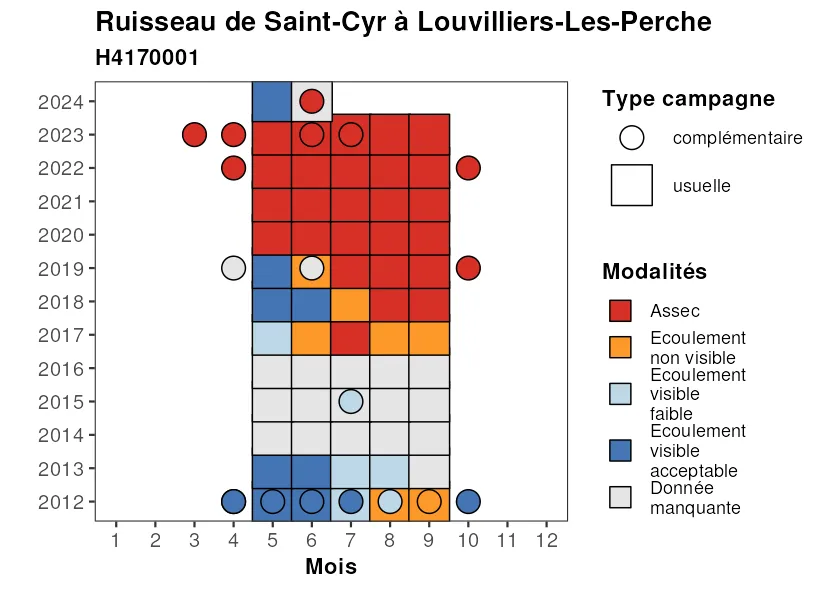 Ruisseau de Saint-Cyr à Louvilliers-Les-Perche
H4170001
2024
2023
2022
2021
2020
2019
2018
2017
2016
2015
2014
2013
2012
1 2 3 4 5 6 7 8 9 10 11 12
Mois
Type campagne
complémentaire
usuelle
Modalités
Assec
Ecoulement
non visible
Ecoulement
visible
faible
Ecoulement
visible
acceptable
Donnée
manquante